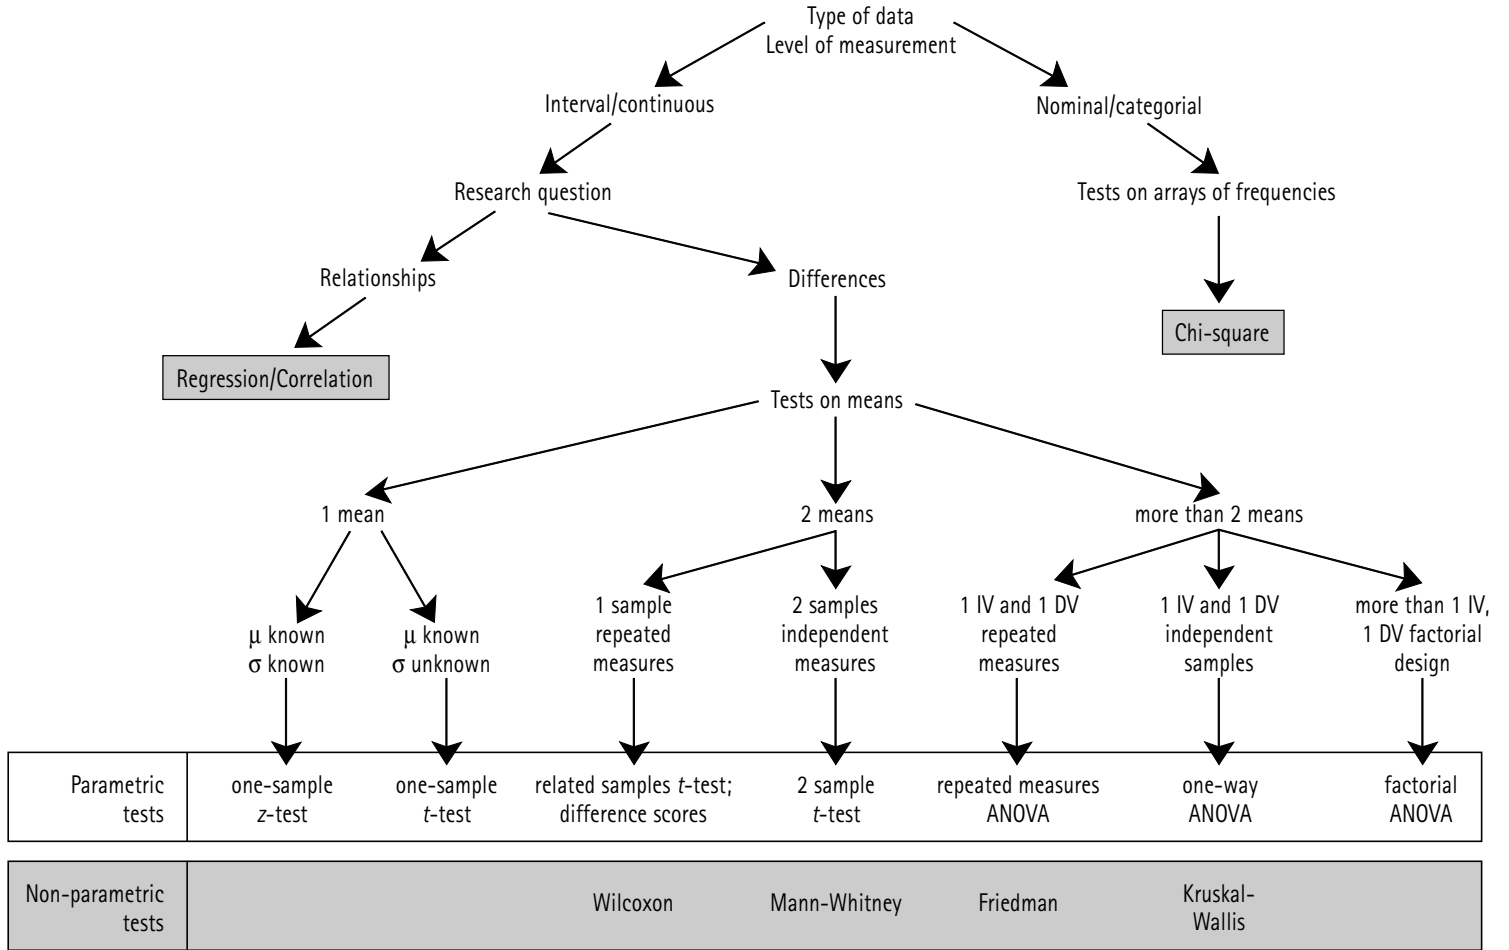 Type of data
Level of measurement
Interval/continuous
Nominal/categorial
Research question
Tests on arrays of frequencies
Relationships
Differences
Chi-square
Regression/Correlation
Tests on means
1 mean
2 means
more than 2 means
μ known
σ known
μ known
σ unknown
1 sample
repeated
measures
2 samples
independent
measures
1 IV and 1 DV
repeated
measures
1 IV and 1 DV
independent
samples
more than 1 IV,
1 DV factorial
design
Parametric
tests
one-sample
z-test
one-sample
t-test
related samples t-test;
difference scores
2 sample
t-test
repeated measures
ANOVA
one-way
ANOVA
factorial
ANOVA
Non-parametric
tests
Wilcoxon
Mann-Whitney
Friedman
Kruskal-
Wallis